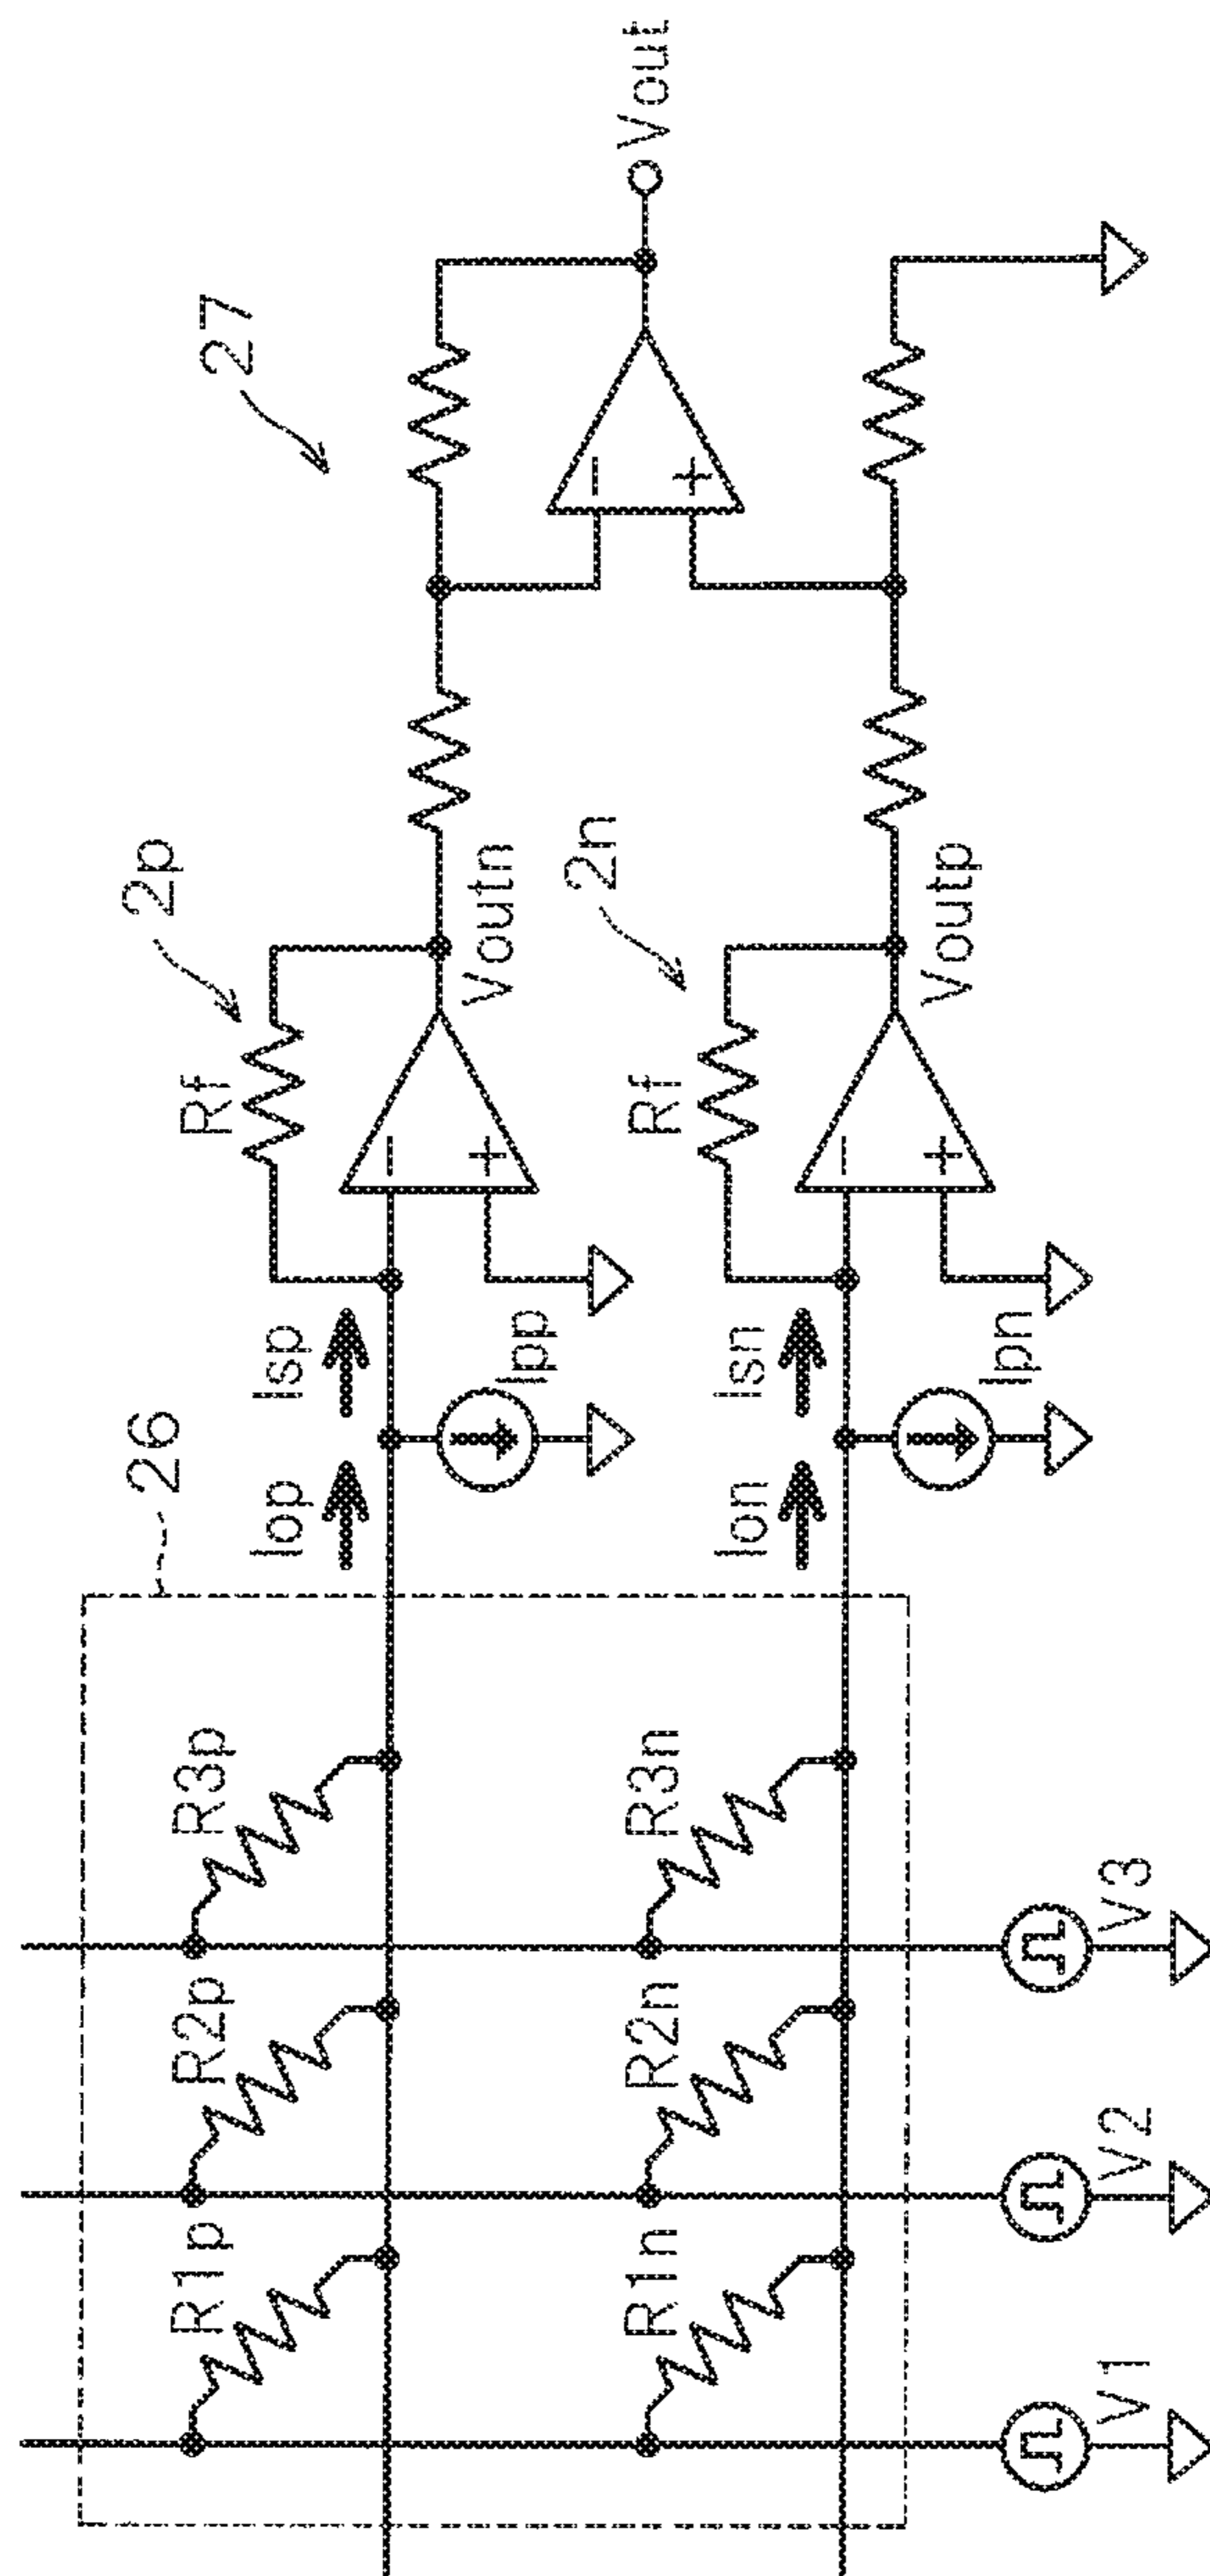 26
R1p
R2p
R3p
R1n
R2n
R3n
V1
V2
V3
Iop
Isp
Ipp
Ion
Isn
Ipn
Rf
2p
−
+
Voutn
Rf
2n
−
+
Voutp
27
−
+
Vout